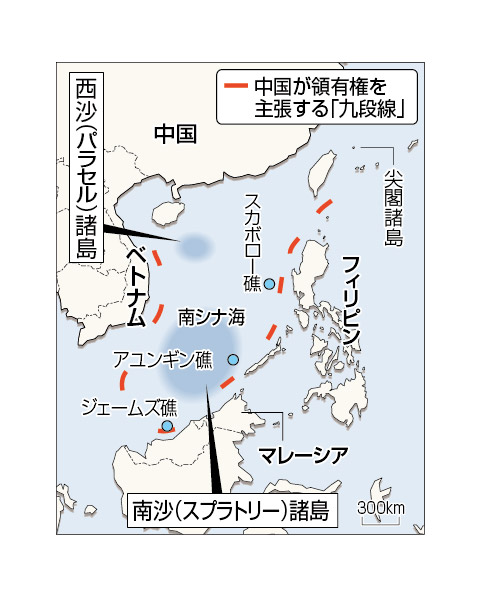 中国が領有権を
主張する「九段線」
西沙(パラセル)諸島
中国
尖閣諸島
スカボロー礁
ベトナム
フィリピン
南シナ海
アユンギン礁
ジェームズ礁
マレーシア
南沙(スプラトリー)諸島
300km